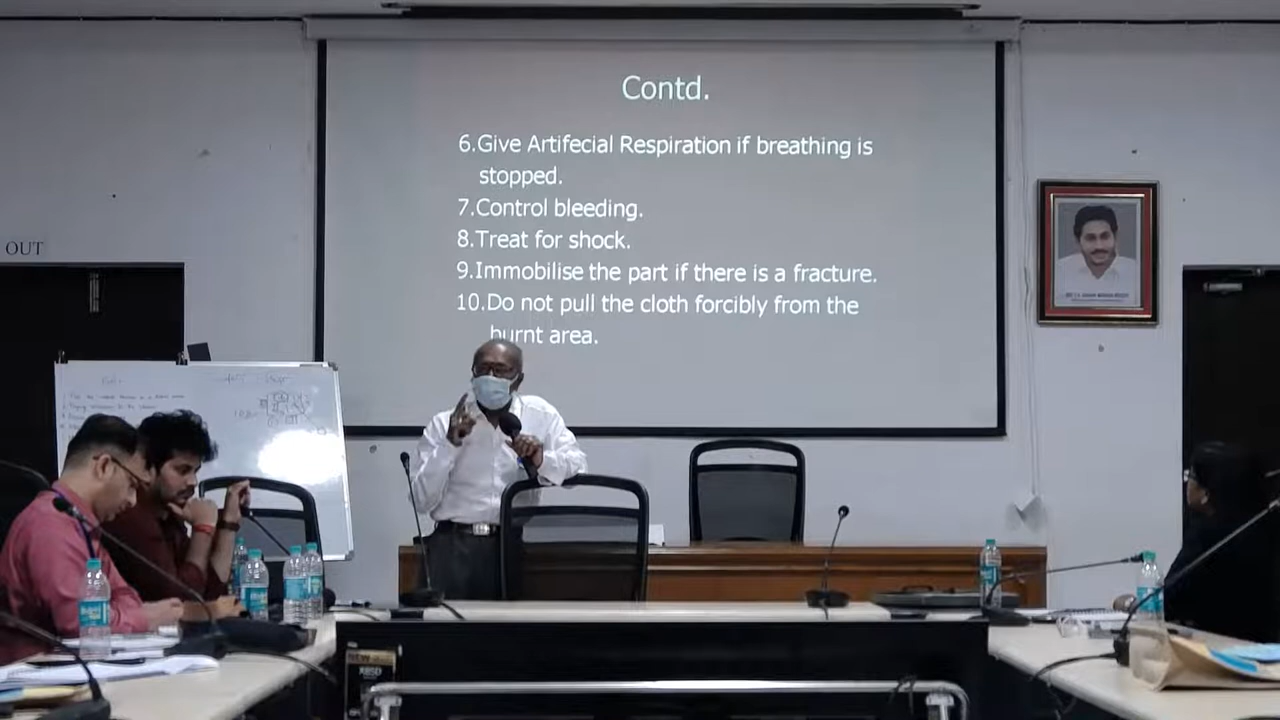 Contd.
6.Give Artifecial Respiration if breathing is
stopped.
7.Control bleeding.
8.Treat for shock.
9.Immobilise the part if there is a fracture.
10.Do not pull the cloth forcibly from the
burnt area.
OUT